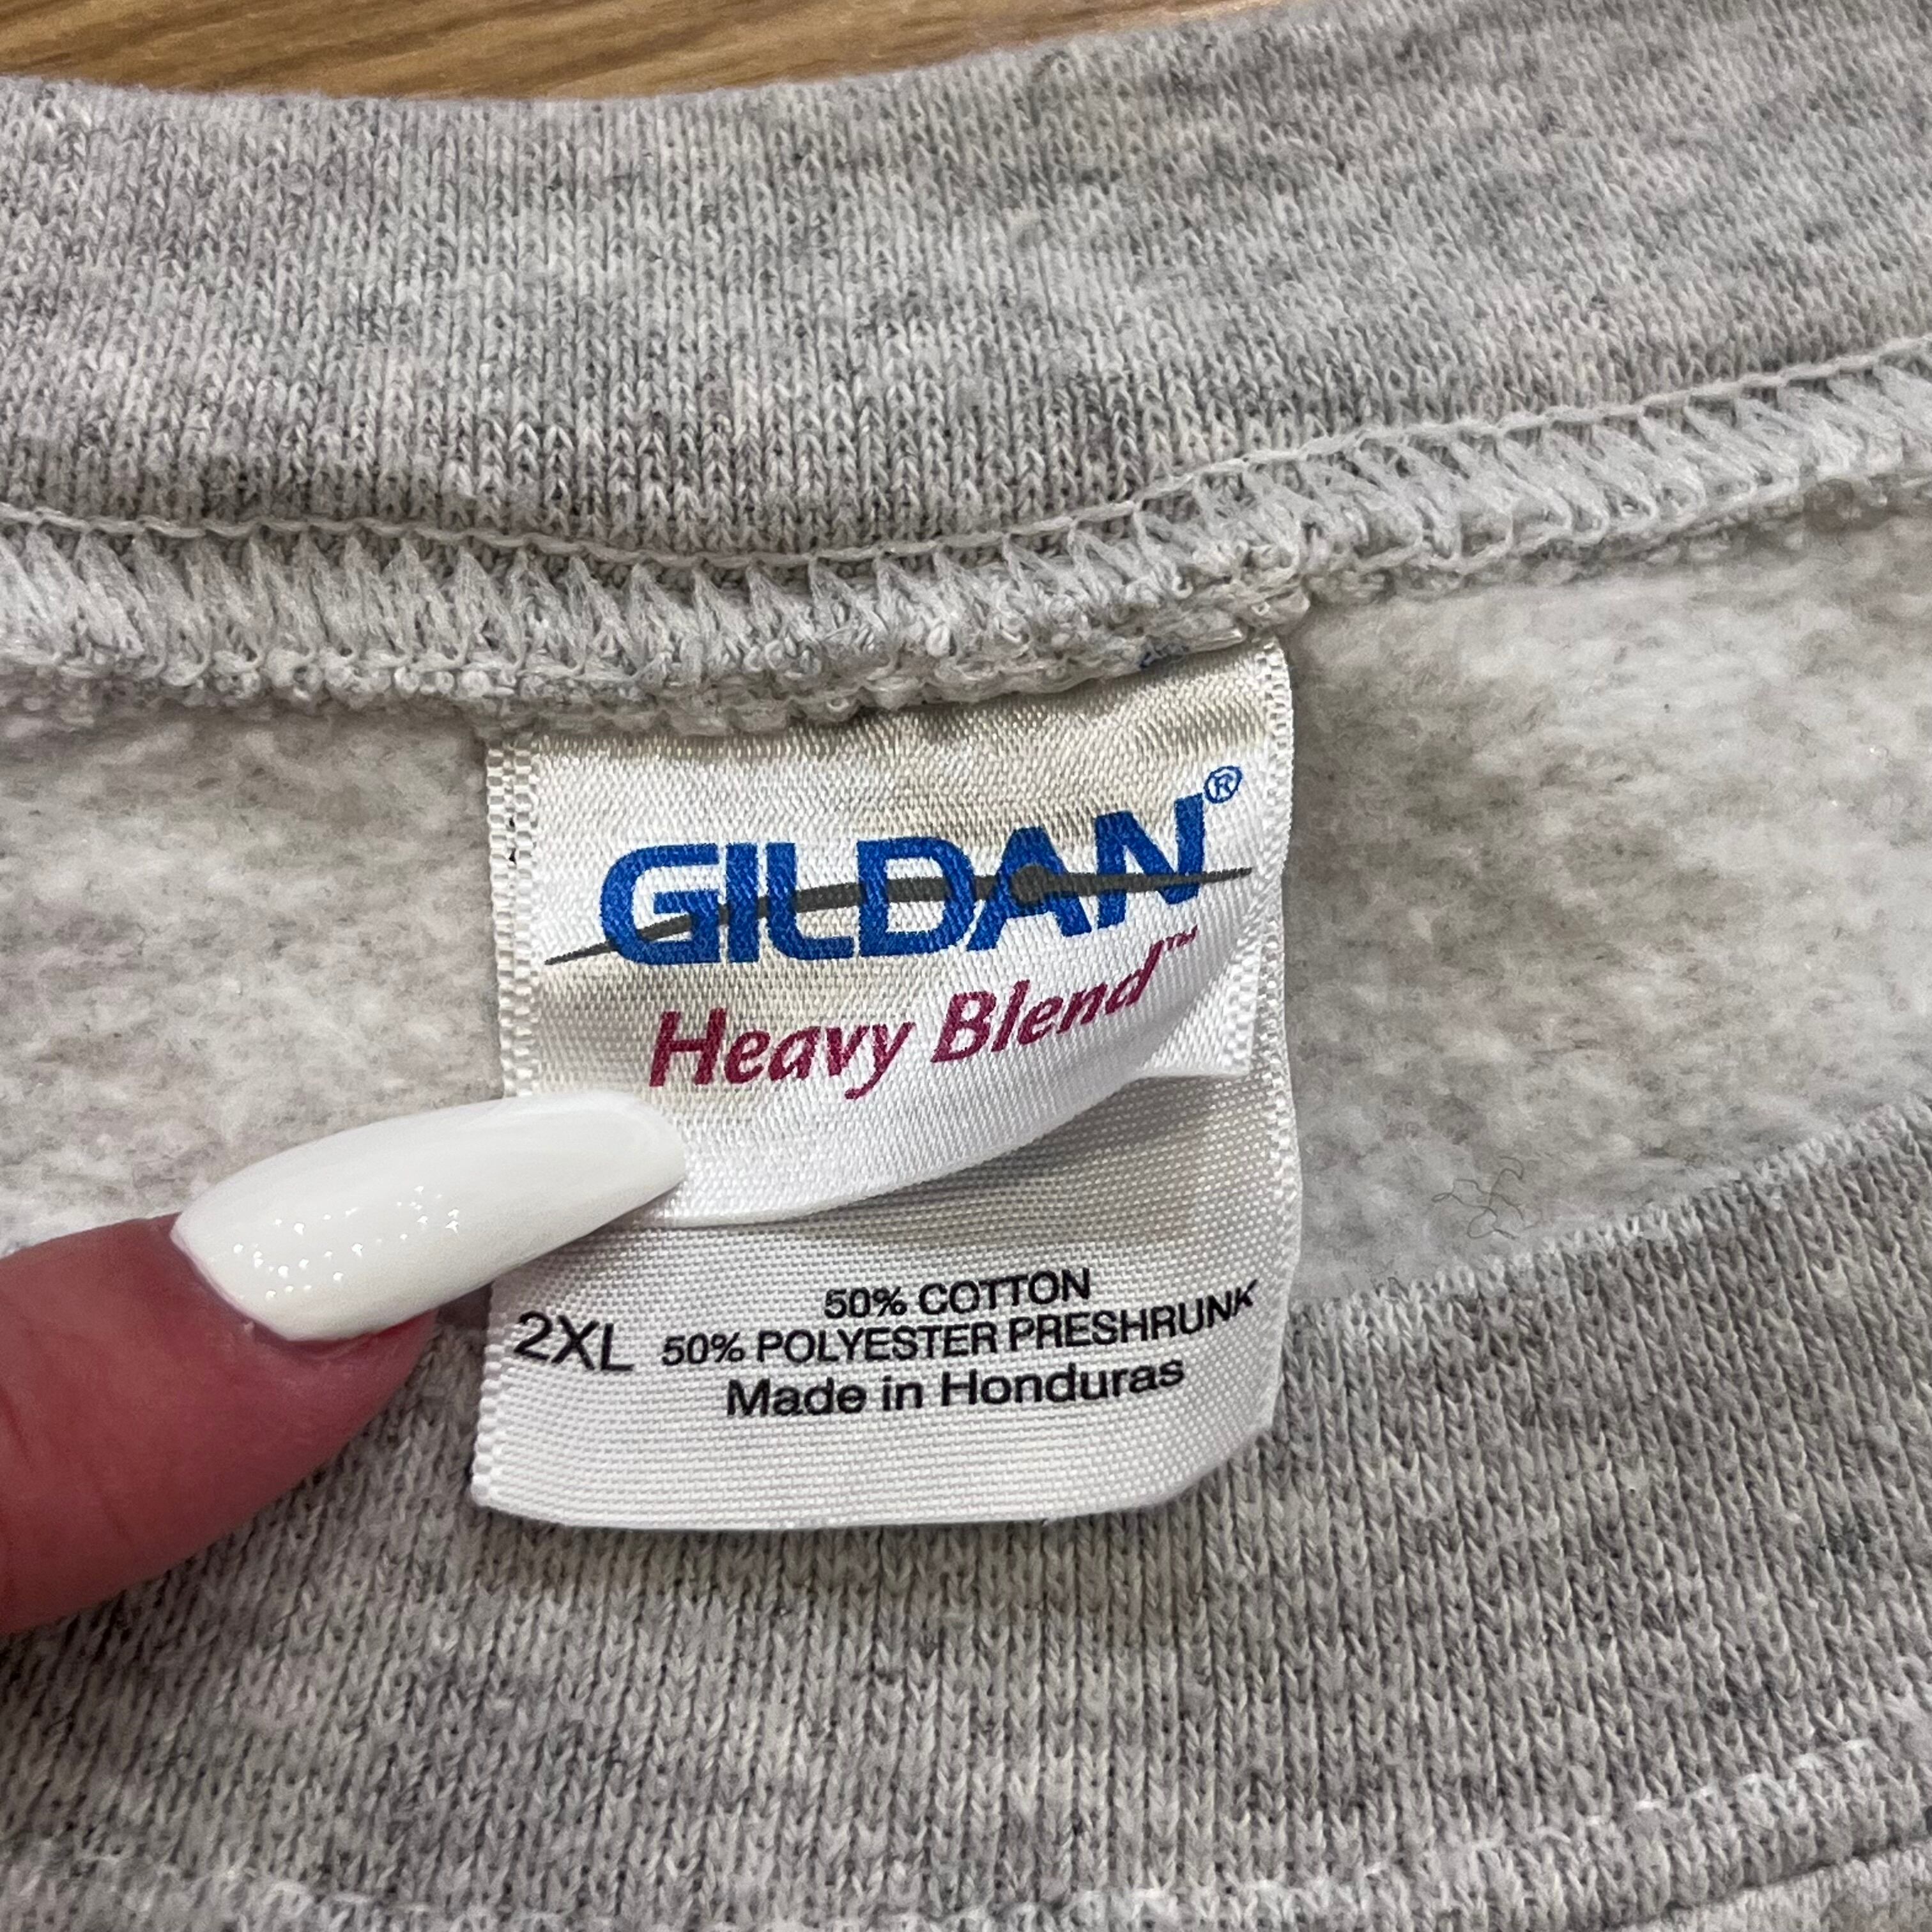 GILDAN®
Heavy Blend™
50% COTTON
2XL 50% POLYESTER PRESHRUNK
Made in Honduras